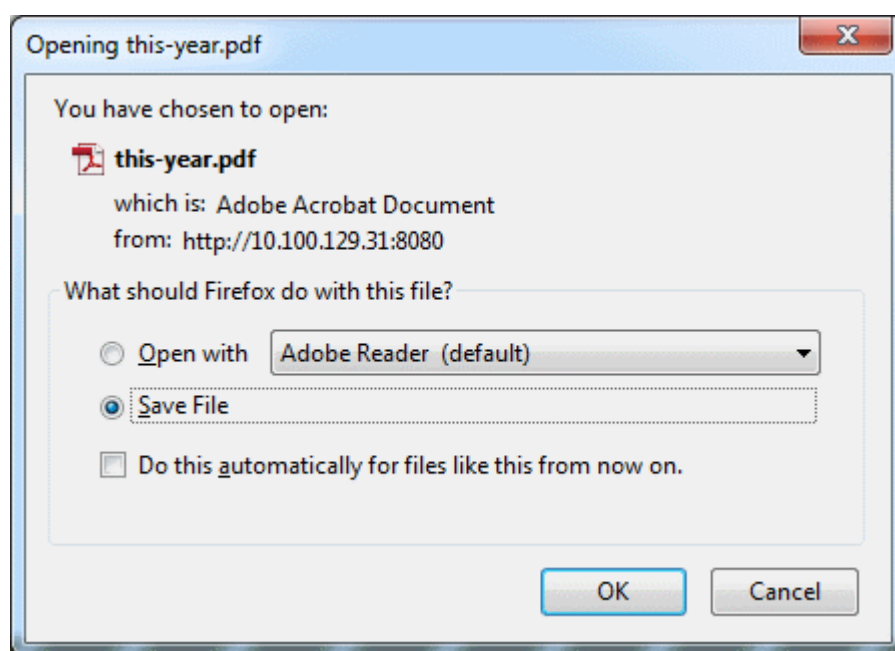 Opening this-year.pdf
You have chosen to open:
this-year.pdf
which is: Adobe Acrobat Document
from: http://10.100.129.31:8080
What should Firefox do with this file?
Open with Adobe Reader (default)
Save File
Do this automatically for files like this from now on.
OK Cancel